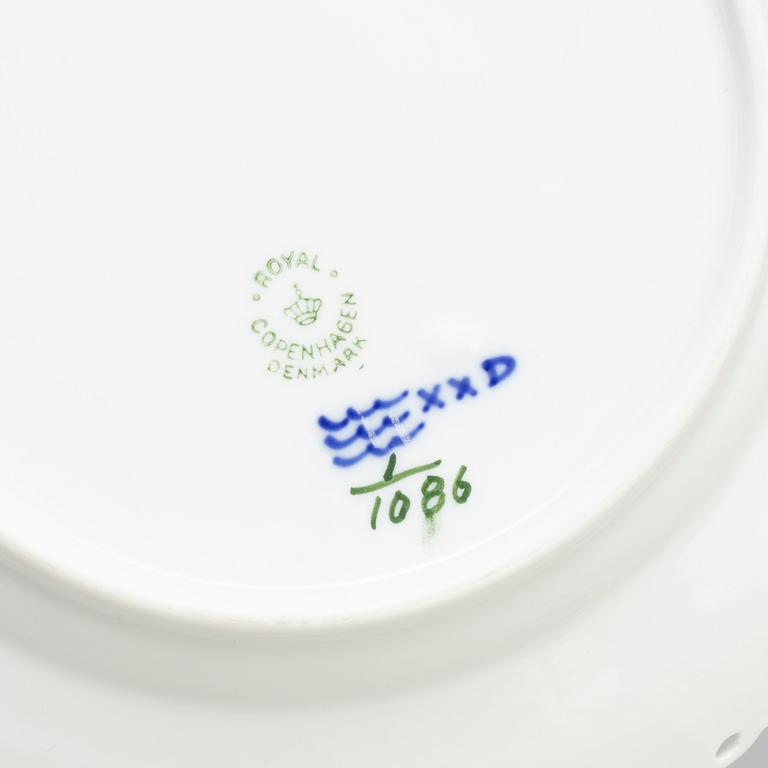 ROYAL
COPENHAGEN
DENMARK
XXD
1
1086